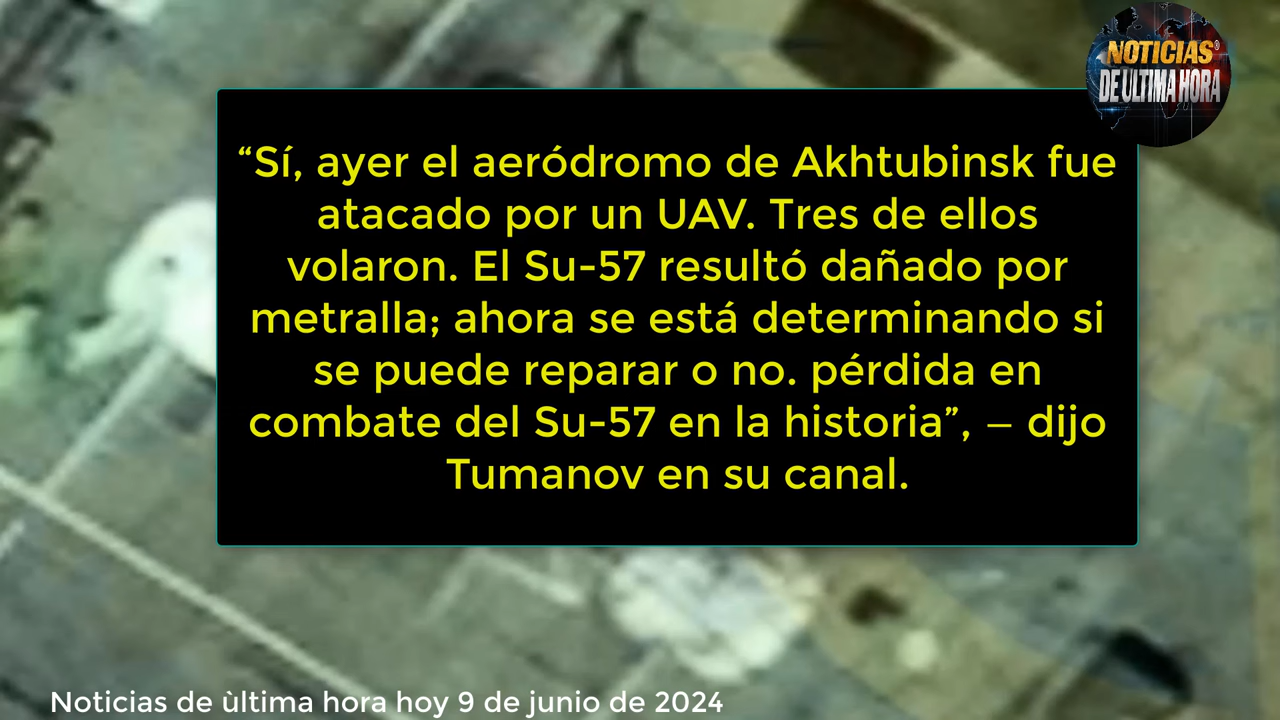 NOTICIAS®
DE ULTIMA HORA
“Sí, ayer el aeródromo de Akhtubinsk fue
atacado por un UAV. Tres de ellos
volaron. El Su-57 resultó dañado por
metralla; ahora se está determinando si
se puede reparar o no. pérdida en
combate del Su-57 en la historia”, – dijo
Tumanov en su canal.
Noticias de ùltima hora hoy 9 de junio de 2024